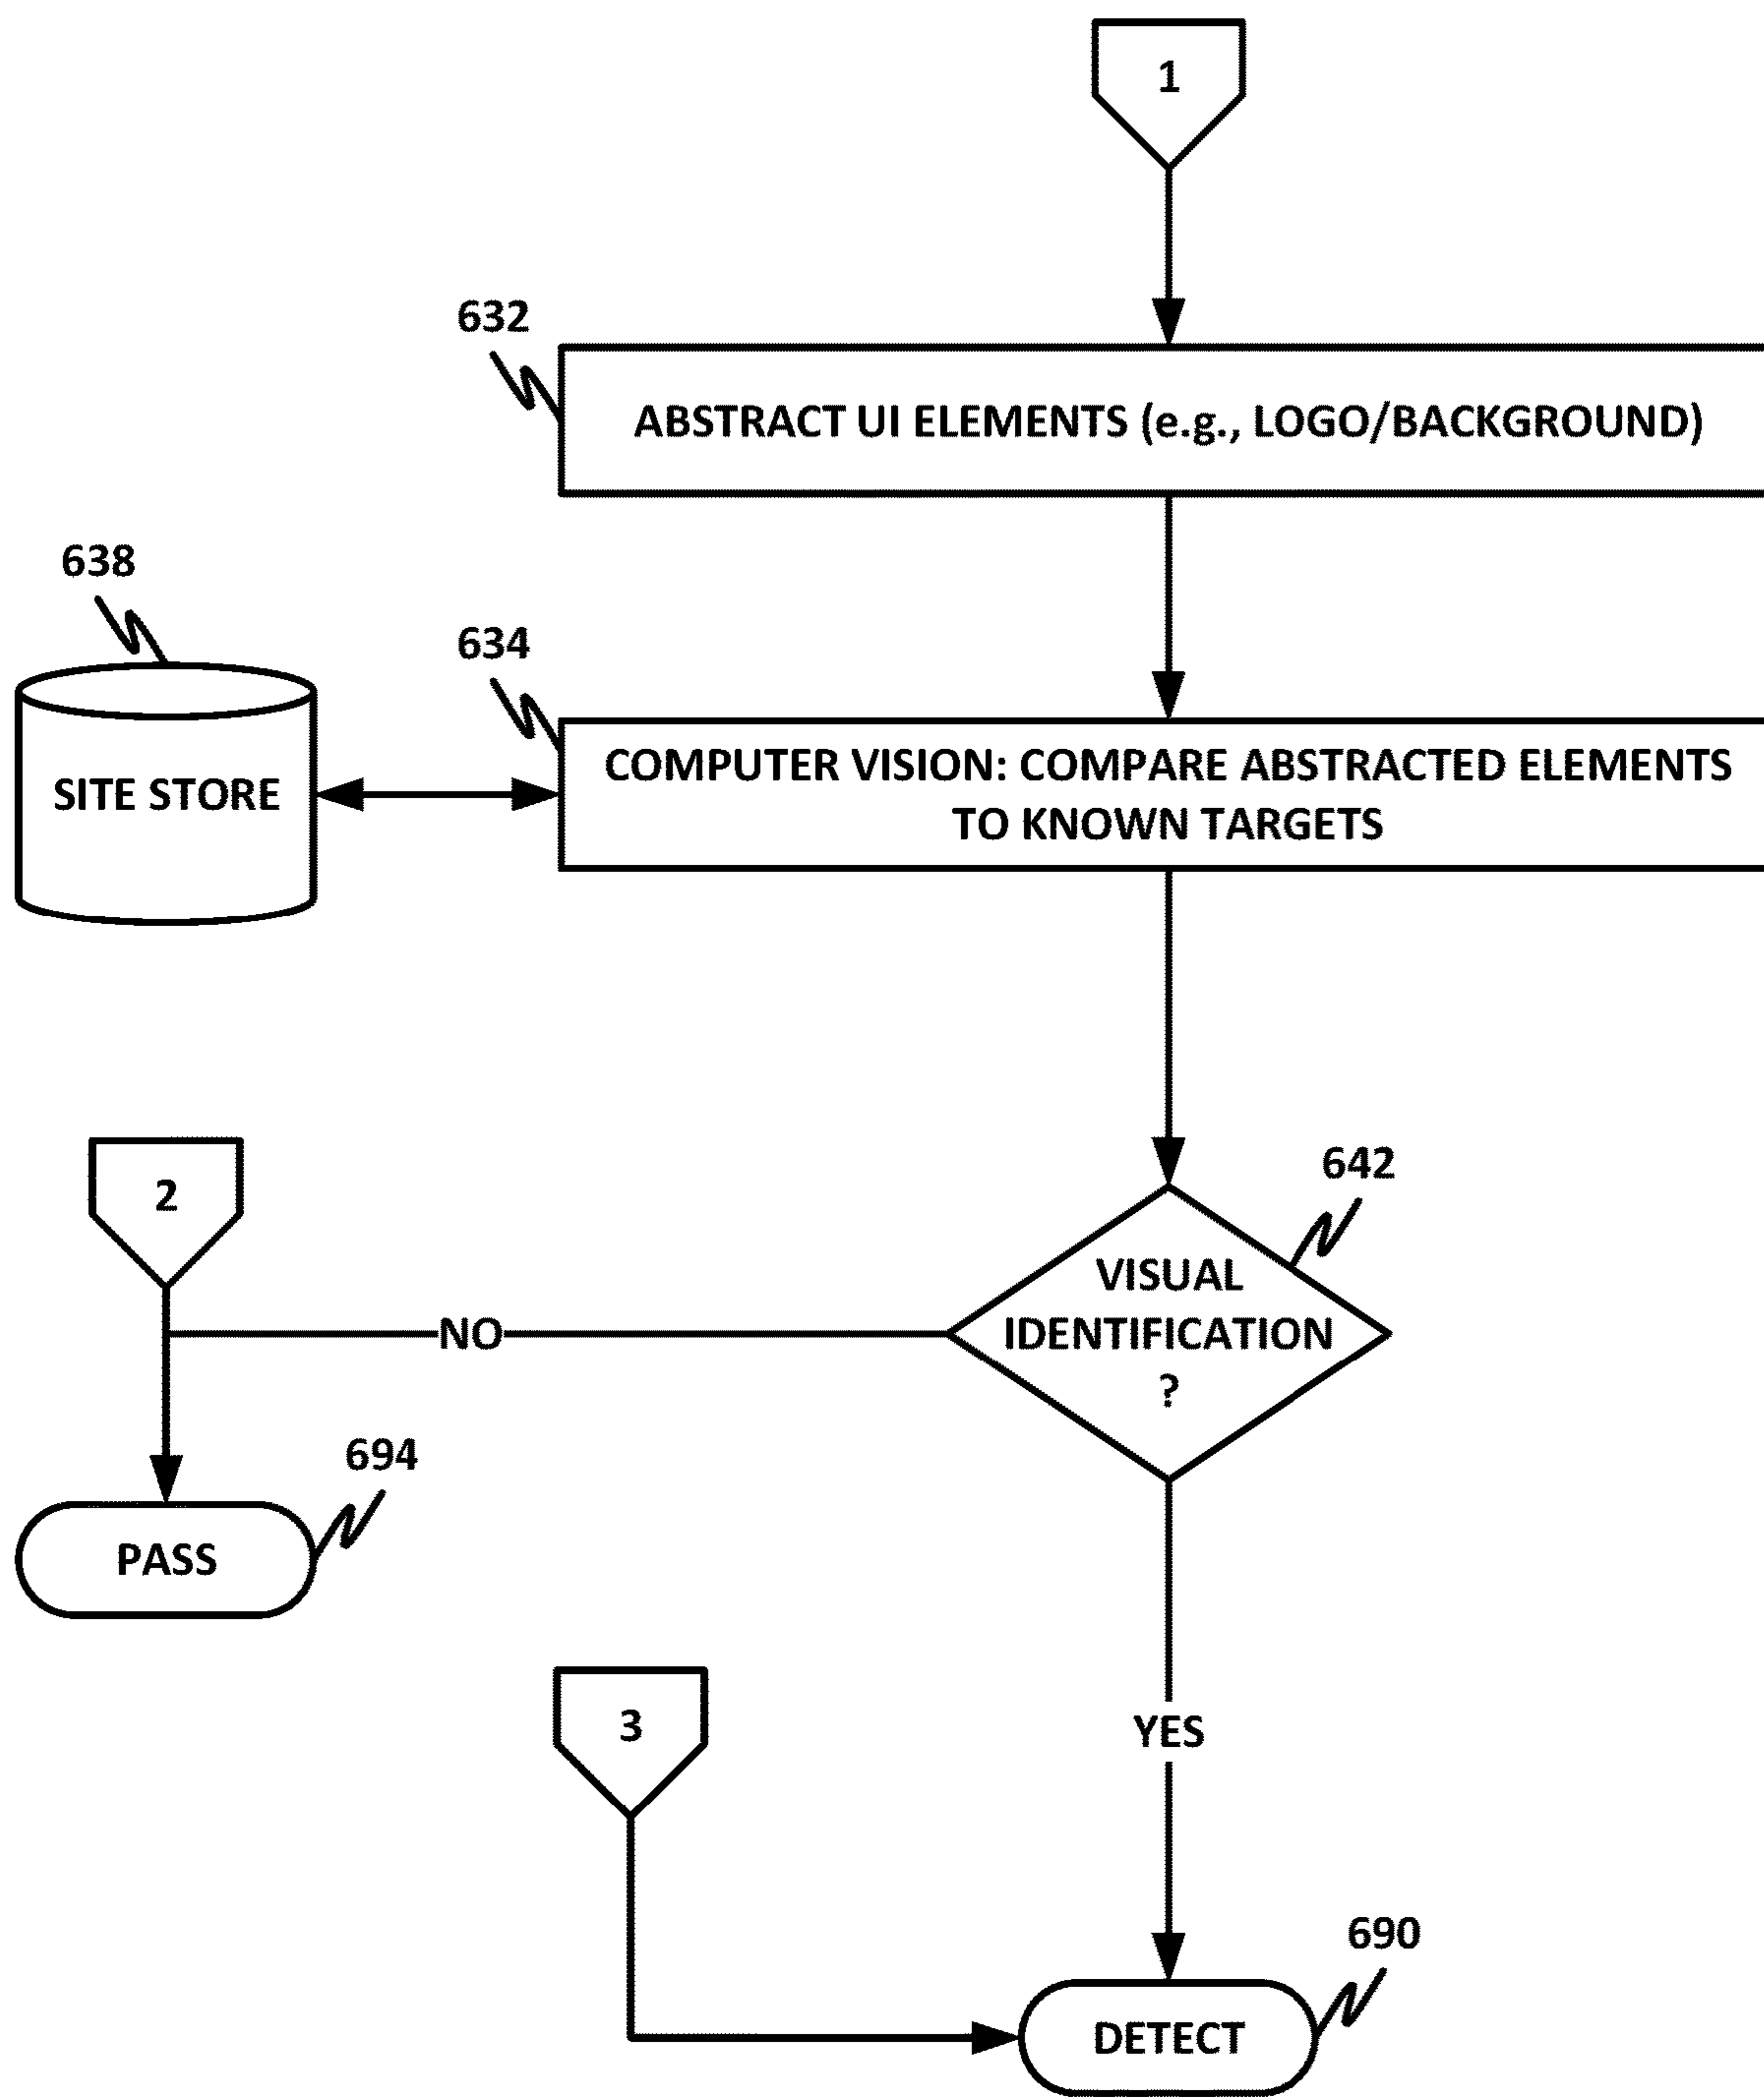 1
632
ABSTRACT UI ELEMENTS (e.g., LOGO/BACKGROUND)
638
634
SITE STORE
COMPUTER VISION: COMPARE ABSTRACTED ELEMENTS
TO KNOWN TARGETS
2
642
VISUAL
IDENTIFICATION
?
NO
694
PASS
3
YES
690
DETECT